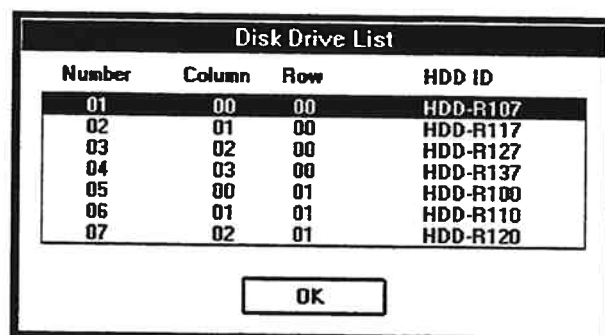 Disk Drive List
Number Column Row HDD ID
01 00 00 HDD-R107
02 01 00 HDD-R117
03 02 00 HDD-R127
04 03 00 HDD-R137
05 00 01 HDD-R100
06 01 01 HDD-R110
07 02 01 HDD-R120
OK